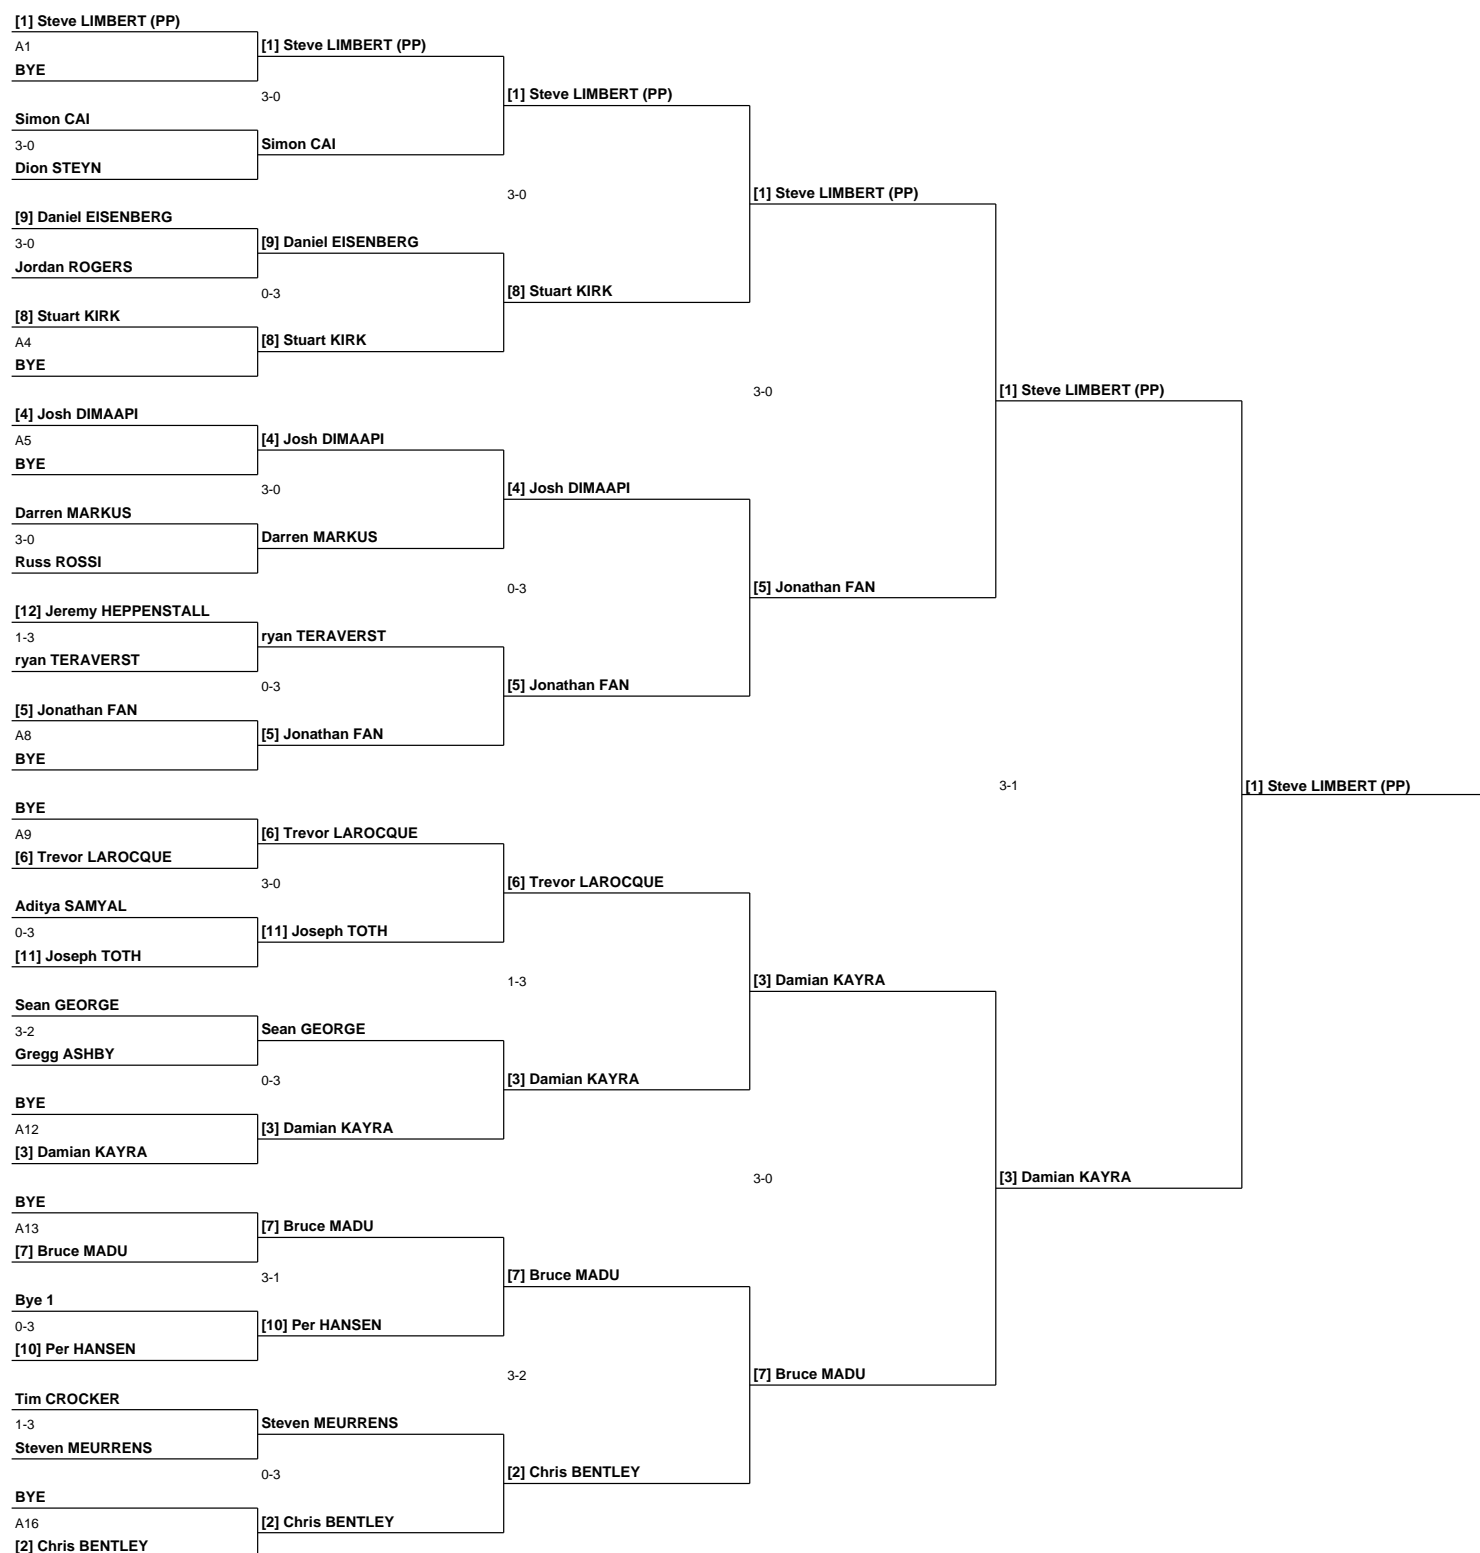 [1] Steve LIMBERT (PP)
A1
BYE
Simon CAI
3-0
Dion STEYN
[9] Daniel EISENBERG
3-0
Jordan ROGERS
[8] Stuart KIRK
A4
BYE
[4] Josh DIMAAPI
A5
BYE
Darren MARKUS
3-0
Russ ROSSI
[12] Jeremy HEPPENSTALL
1-3
ryan TERAVERST
[5] Jonathan FAN
A8
BYE
BYE
A9
[6] Trevor LAROCQUE
Aditya SAMYAL
0-3
[11] Joseph TOTH
Sean GEORGE
3-2
Gregg ASHBY
BYE
A12
[3] Damian KAYRA
BYE
A13
[7] Bruce MADU
Bye 1
0-3
[10] Per HANSEN
Tim CROCKER
1-3
Steven MEURRENS
BYE
A16
[2] Chris BENTLEY
[1] Steve LIMBERT (PP)
3-0
Simon CAI
[9] Daniel EISENBERG
0-3
[8] Stuart KIRK
[4] Josh DIMAAPI
3-0
Darren MARKUS
ryan TERAVERST
0-3
[5] Jonathan FAN
[6] Trevor LAROCQUE
3-0
[11] Joseph TOTH
Sean GEORGE
0-3
[3] Damian KAYRA
[7] Bruce MADU
3-1
[10] Per HANSEN
Steven MEURRENS
0-3
[2] Chris BENTLEY
[1] Steve LIMBERT (PP)
3-0
[8] Stuart KIRK
[4] Josh DIMAAPI
0-3
[5] Jonathan FAN
[6] Trevor LAROCQUE
1-3
[3] Damian KAYRA
[7] Bruce MADU
3-2
[2] Chris BENTLEY
[1] Steve LIMBERT (PP)
3-0
[5] Jonathan FAN
[3] Damian KAYRA
3-0
[7] Bruce MADU
[1] Steve LIMBERT (PP)
3-1
[3] Damian KAYRA
[1] Steve LIMBERT (PP)